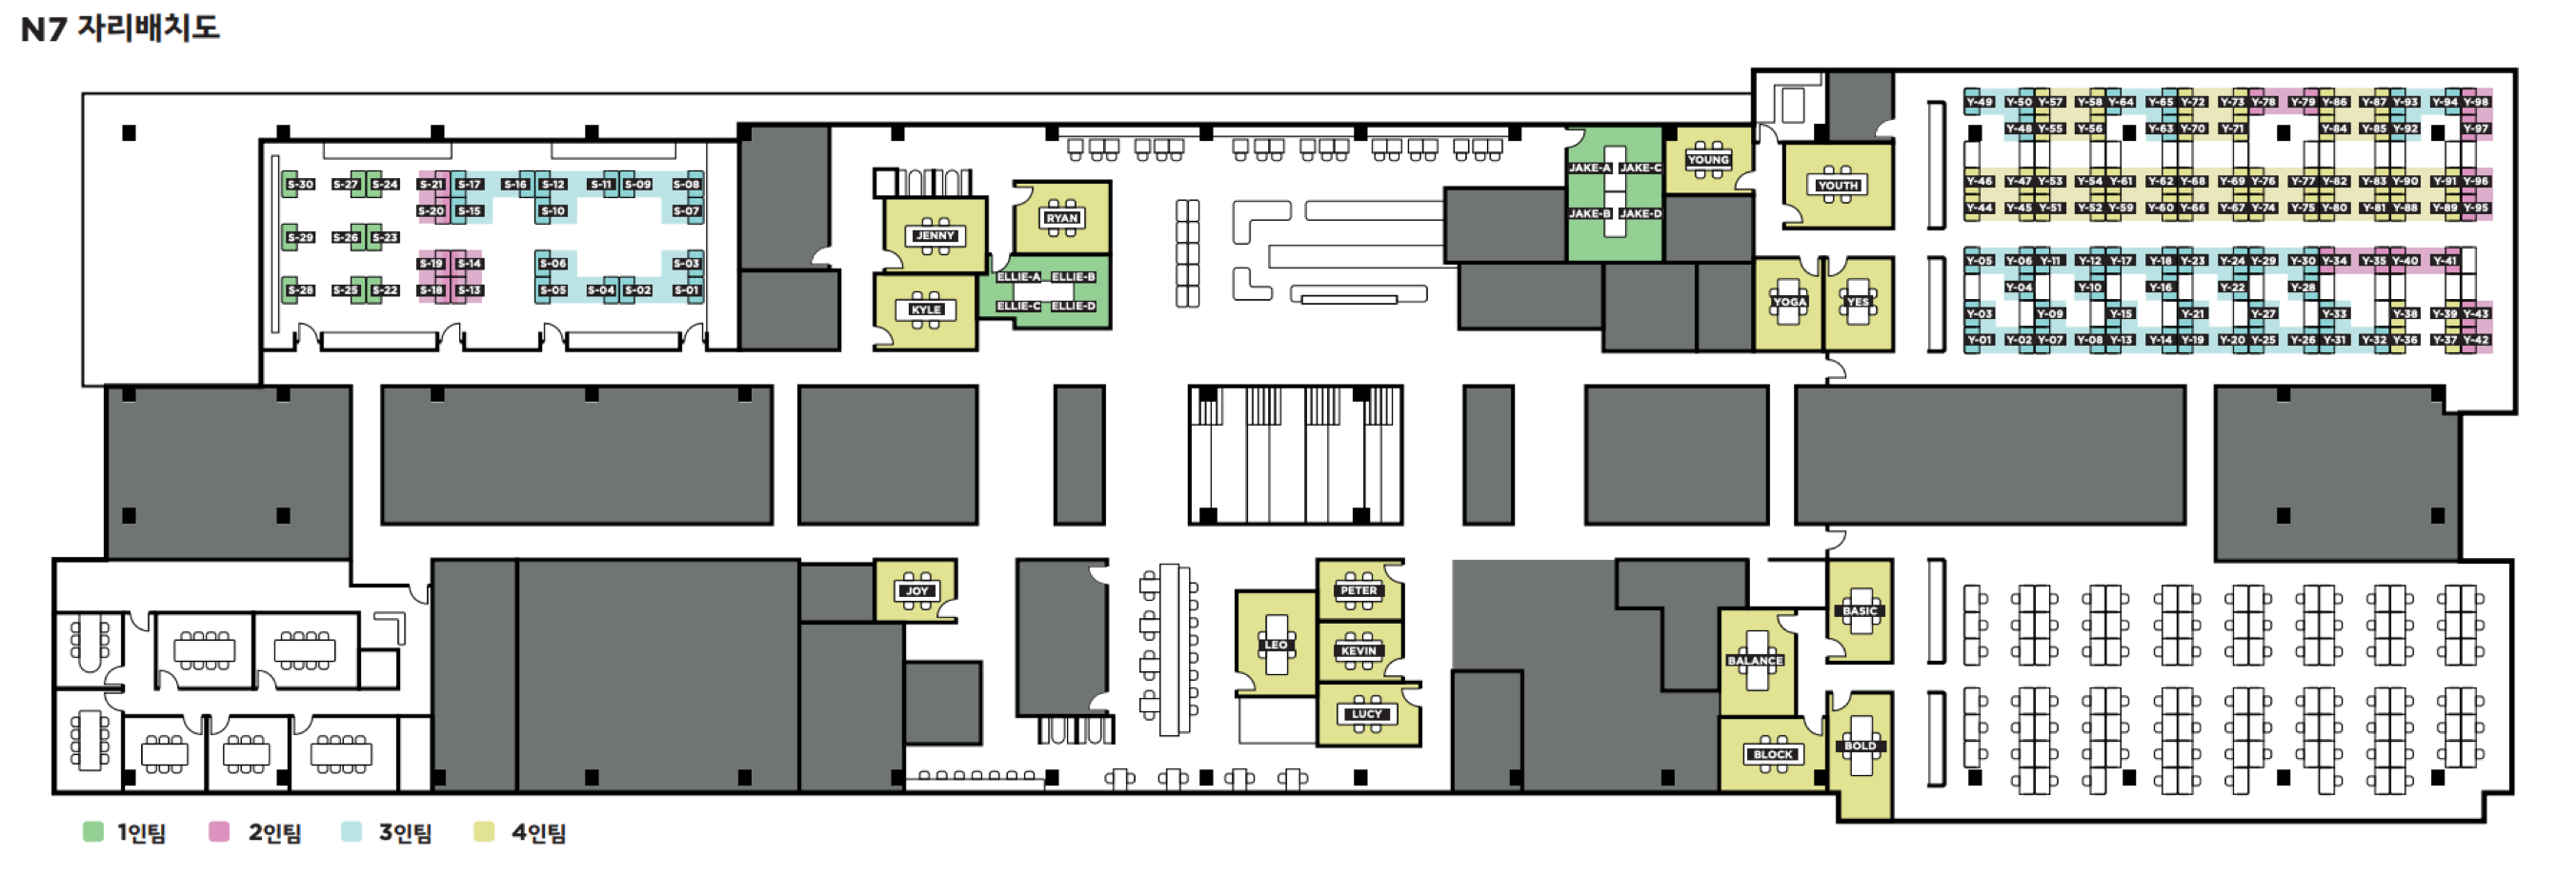 N7 자리배치도
Y-49 Y-50 Y-57 Y-58 Y-64 Y-65 Y-72 Y-73 Y-78 Y-79 Y-86 Y-87 Y-93 Y-94 Y-98
Y-48 Y-55 Y-56 Y-63 Y-70 Y-71 Y-84 Y-85 Y-92 Y-97
Y-46 Y-47 Y-53 Y-54 Y-61 Y-62 Y-68 Y-69 Y-76 Y-77 Y-82 Y-83 Y-90 Y-91 Y-96
Y-44 Y-45 Y-51 Y-52 Y-59 Y-60 Y-66 Y-67 Y-74 Y-75 Y-80 Y-81 Y-88 Y-89 Y-95
Y-05 Y-06 Y-11 Y-12 Y-17 Y-18 Y-23 Y-24 Y-29 Y-30 Y-34 Y-35 Y-40 Y-41
Y-04 Y-10 Y-16 Y-22 Y-28
Y-03 Y-09 Y-15 Y-21 Y-27 Y-33 Y-38 Y-39 Y-43
Y-01 Y-02 Y-07 Y-08 Y-13 Y-14 Y-19 Y-20 Y-25 Y-26 Y-31 Y-32 Y-36 Y-37 Y-42
S-30 S-27 S-24 S-21 S-17 S-16 S-12 S-11 S-09 S-08
S-20 S-15 S-10 S-07
S-29 S-26 S-23
S-19 S-14 S-06 S-03
S-28 S-25 S-22 S-18 S-13 S-05 S-04 S-02 S-01
JENNY
RYAN
KYLE
ELLIE-A ELLIE-B
ELLIE-C ELLIE-D
JAKE-A JAKE-C
JAKE-B JAKE-D
YOUNG
YOUTH
YOGA
YES
JOY
LEO
PETER
KEVIN
LUCY
BASIC
BALANCE
BLOCK
BOLD
1인팀 2인팀 3인팀 4인팀